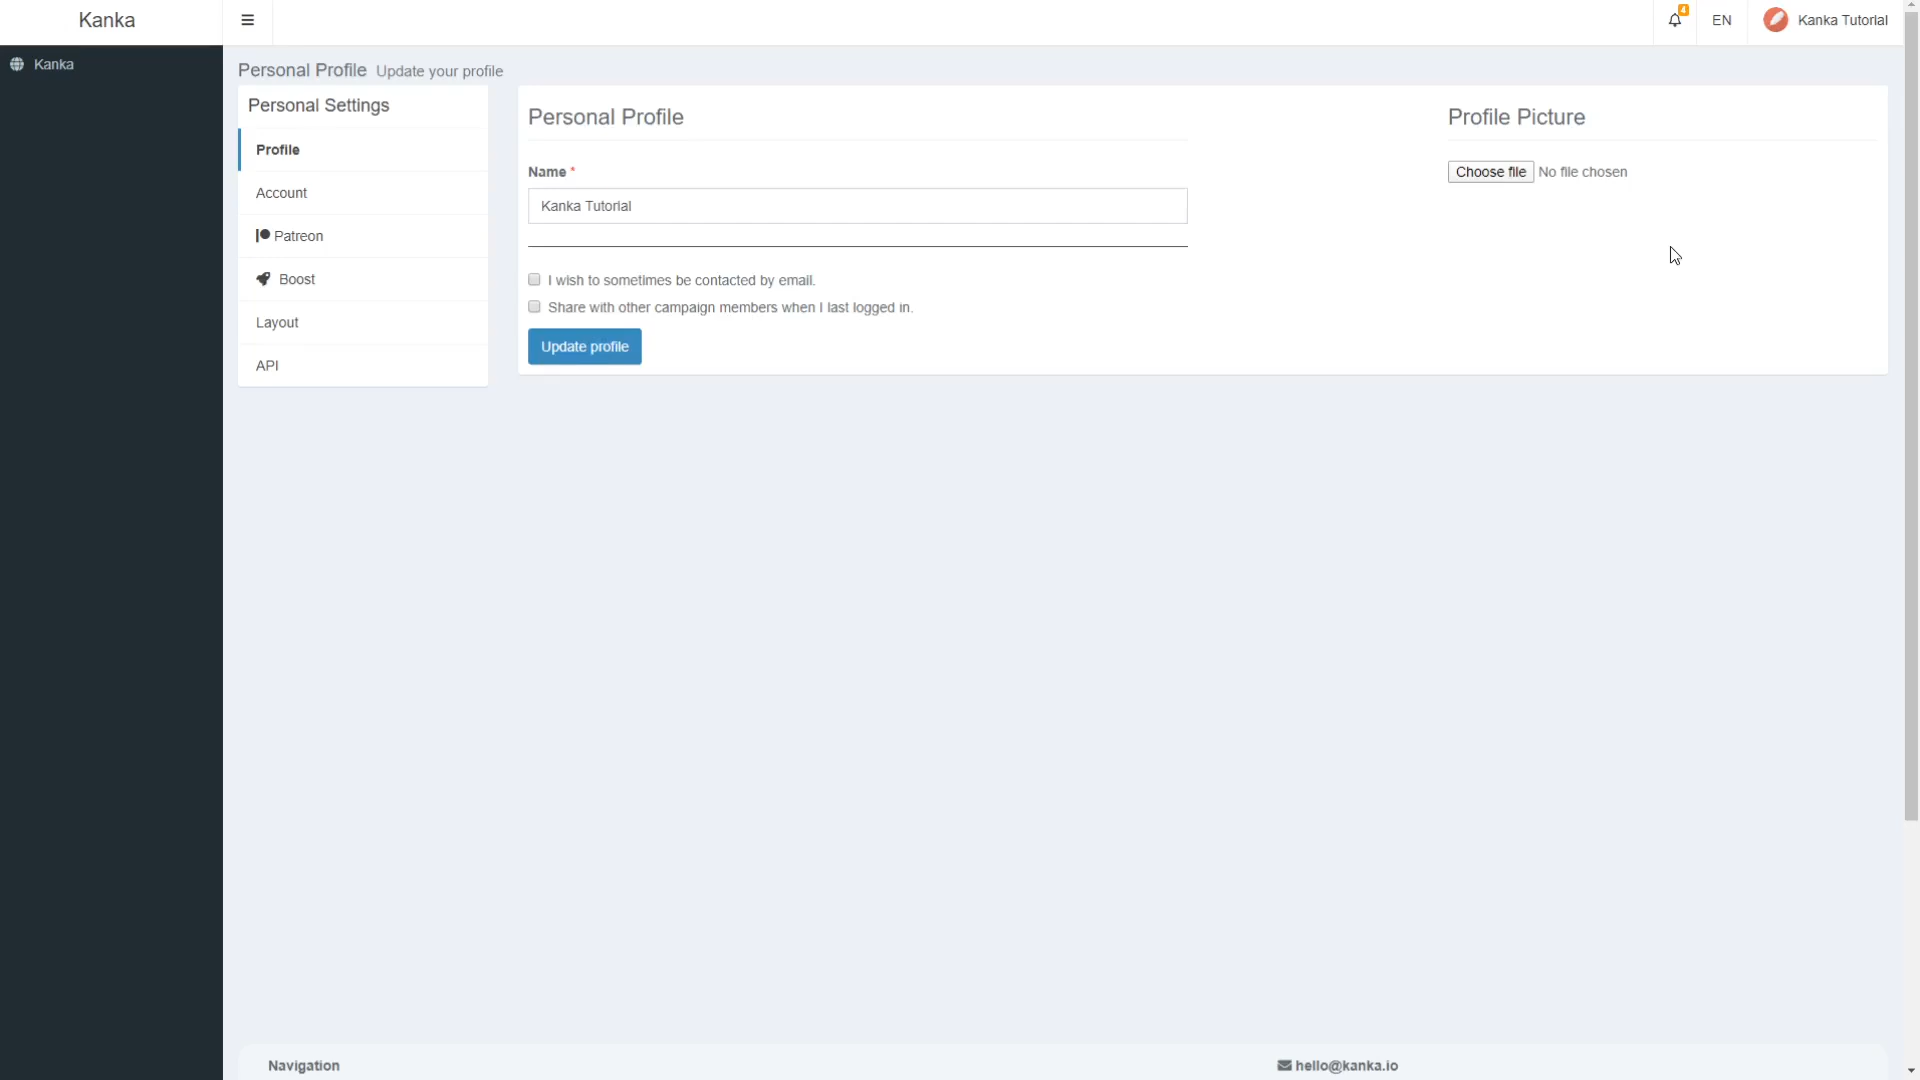 Kanka
4
EN
Kanka Tutorial
Kanka
Personal Profile Update your profile
Personal Settings
Profile
Account
Patreon
Boost
Layout
API
Personal Profile
Name *
Kanka Tutorial
I wish to sometimes be contacted by email.
Share with other campaign members when I last logged in.
Update profile
Profile Picture
Choose file No file chosen
Navigation
hello@kanka.io